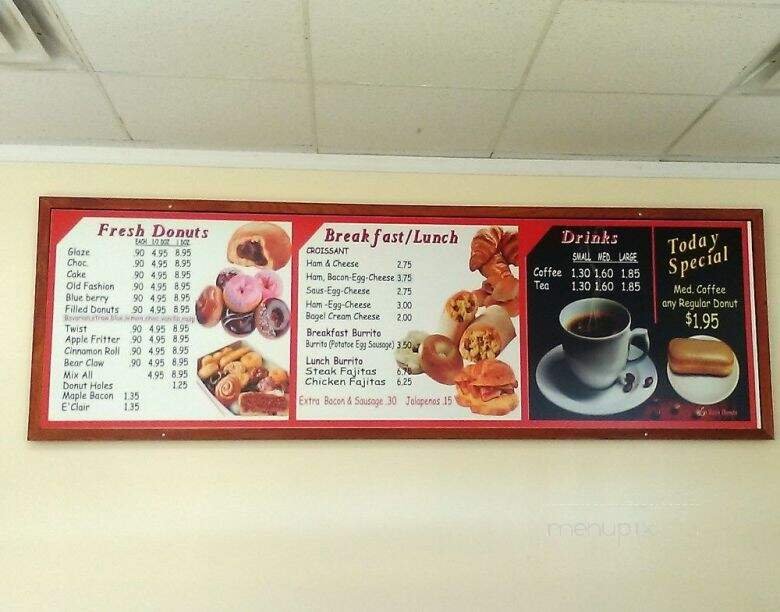 Fresh Donuts
EACH 1/2 DOZ 1 DOZ
Glaze .90 4.95 8.95
Choc. .90 4.95 8.95
Cake .90 4.95 8.95
Old Fashion .90 4.95 8.95
Blue berry .90 4.95 8.95
Filled Donuts .90 4.95 8.95
Twist .90 4.95 8.95
Apple Fritter .90 4.95 8.95
Cinnamon Roll .90 4.95 8.95
Bear Claw .90 4.95 8.95
Mix All 4.95 8.95
Donut Holes 1.25
Maple Bacon 1.35
E'Clair 1.35
Breakfast/Lunch
CROISSANT
Ham & Cheese 2.75
Ham, Bacon-Egg-Cheese 3.75
Saus-Egg-Cheese 2.75
Ham -Egg-Cheese 3.00
Bagel Cream Cheese 2.00
Breakfast Burrito
Burrito (Potatoe Egg Sausage) 3.50
Lunch Burrito
Steak Fajitas 6.70
Chicken Fajitas 6.25
Extra Bacon & Sausage .30 Jalapenos .15
Drinks
SMALL MED. LARGE
Coffee 1.30 1.60 1.85
Tea 1.30 1.60 1.85
Today
Special
Med. Coffee
any Regular Donut
$1.95
Donuts
menupix